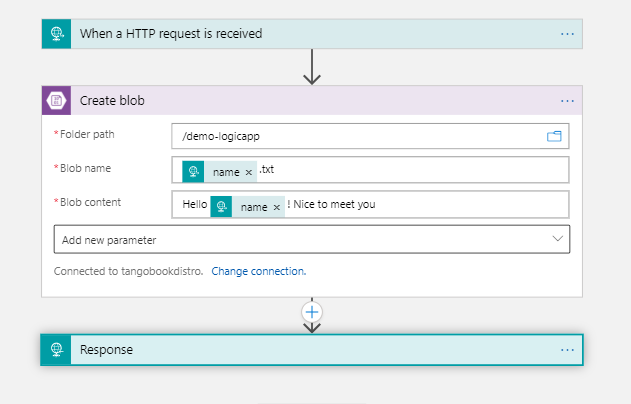 When a HTTP request is received
...
Create blob
...
* Folder path
/demo-logicapp
* Blob name
name × .txt
* Blob content
Hello name × ! Nice to meet you
Add new parameter
Connected to tangobookdistro. Change connection.
Response
...